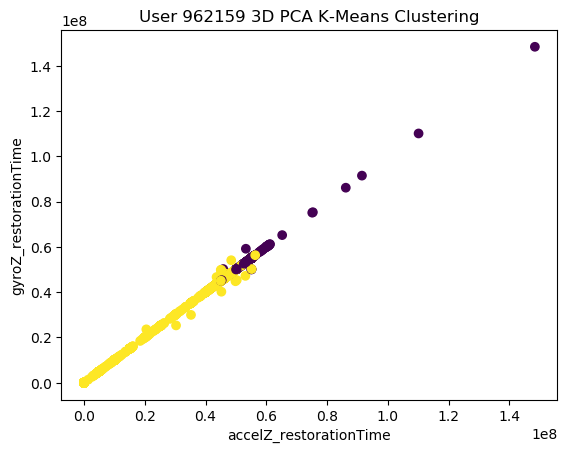 User 962159 3D PCA K-Means Clustering
1e8
1.4
1.2
1.0
0.8
0.6
0.4
0.2
0.0
gyroZ_restorationTime
0.0 0.2 0.4 0.6 0.8 1.0 1.2 1.4
1e8
accelZ_restorationTime